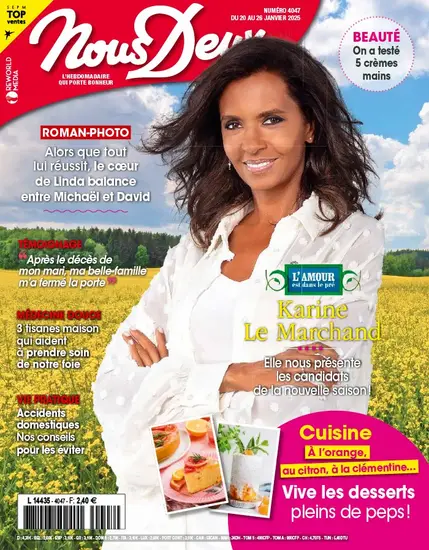 SEPM
TOP
ventes
NUMÉRO 4047
DU 20 AU 26 JANVIER 2025
Nous Deux
L'HEBDOMADAIRE
QUI PORTE BONHEUR
REWORLD
MEDIA
BEAUTÉ
On a testé
5 crèmes
mains
ROMAN-PHOTO
Alors que tout
lui réussit, le cœur
de Linda balance
entre Michaël et David
TÉMOIGNAGE
"Après le décès de
mon mari, ma belle-famille
m'a fermé la porte"
MÉDECINE DOUCE
3 tisanes maison
qui aident
à prendre soin
de notre foie
VIE PRATIQUE
Accidents
domestiques
Nos conseils
pour les éviter
L'AMOUR
est dans le pré
Karine
Le Marchand
Elle nous présente
les candidats
de la nouvelle saison !
Cuisine
À l'orange,
au citron, à la clémentine...
Vive les desserts
pleins de peps !
L 14435 - 4047 - F: 2,40 €